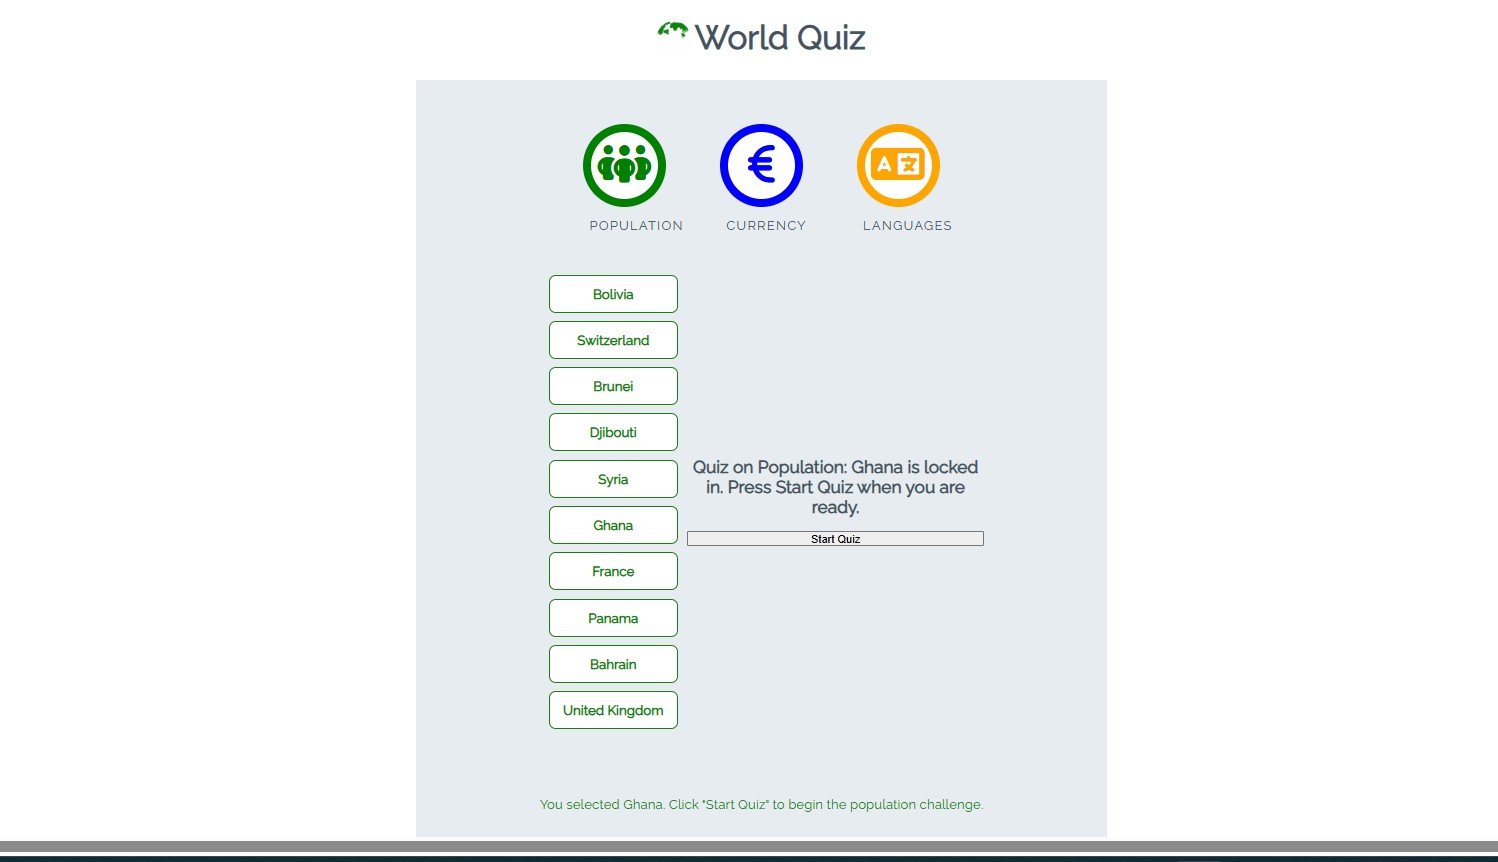 World Quiz
€
A 文
POPULATION
CURRENCY
LANGUAGES
Bolivia
Switzerland
Brunei
Djibouti
Syria
Ghana
France
Panama
Bahrain
United Kingdom
Quiz on Population: Ghana is locked
in. Press Start Quiz when you are
ready.
Start Quiz
You selected Ghana. Click "Start Quiz" to begin the population challenge.